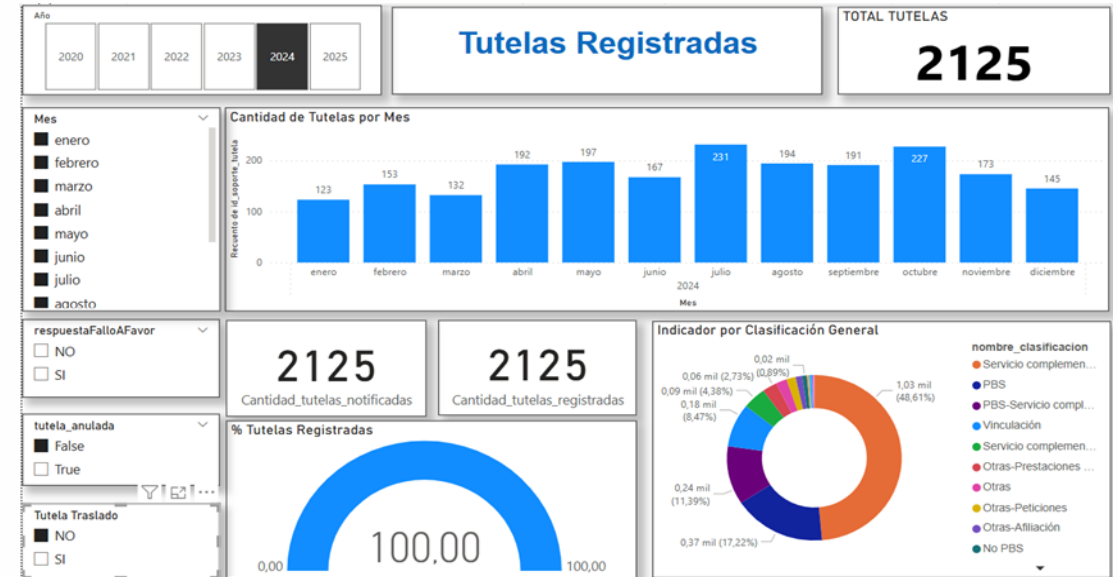 Año
2020 2021 2022 2023 2024 2025
Tutelas Registradas
TOTAL TUTELAS
2125
Mes
enero
febrero
marzo
abril
mayo
junio
julio
agosto
Cantidad de Tutelas por Mes
Recuento de id_soporte_tutela
200
100
0
123 153 132 192 197 167 231 194 191 227 173 145
enero febrero marzo abril mayo junio julio agosto septiembre octubre noviembre diciembre
2024
Mes
respuestaFalloAFavor
NO
SI
2125
Cantidad_tutelas_notificadas
2125
Cantidad_tutelas_registradas
tutela_anulada
False
True
Tutela Traslado
NO
SI
% Tutelas Registradas
100,00
0,00
100,00
Indicador por Clasificación General
0,02 mil
(0,89%)
0,06 mil (2,73%)
0,09 mil (4,38%)
0,18 mil
(8,47%)
0,24 mil
(11,39%)
0,37 mil (17,22%)
1,03 mil
(48,61%)
nombre_clasificacion
Servicio complemen...
PBS
PBS-Servicio compl...
Vinculación
Servicio complemen...
Otras-Prestaciones ...
Otras
Otras-Peticiones
Otras-Afiliación
No PBS